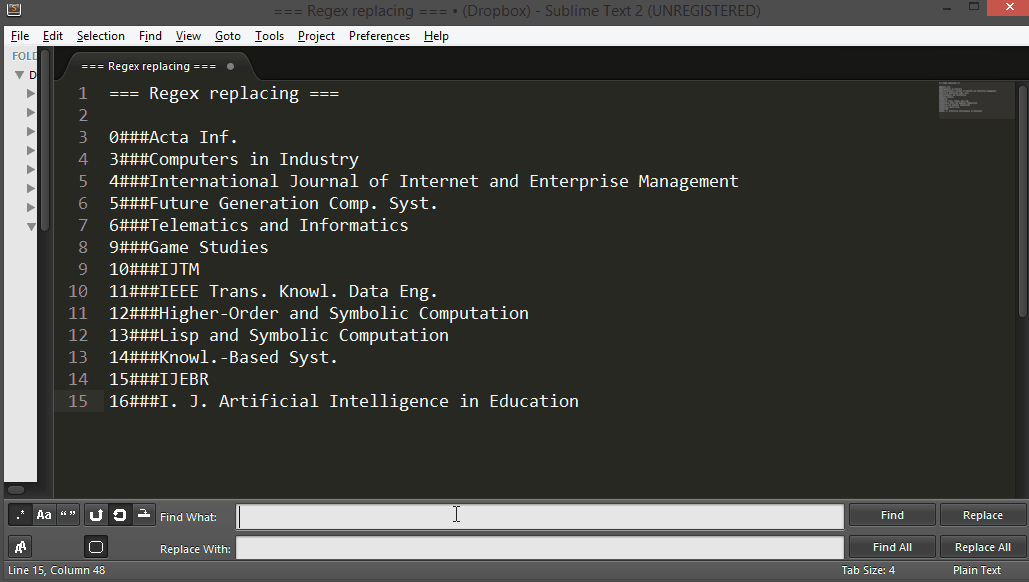 === Regex replacing === • (Dropbox) - Sublime Text 2 (UNREGISTERED)
File Edit Selection Find View Goto Tools Project Preferences Help
FOLD
=== Regex replacing ===
D
1 === Regex replacing ===
2
3 0###Acta Inf.
4 3###Computers in Industry
5 4###International Journal of Internet and Enterprise Management
6 5###Future Generation Comp. Syst.
7 6###Telematics and Informatics
8 9###Game Studies
9 10###IJTM
10 11###IEEE Trans. Knowl. Data Eng.
11 12###Higher-Order and Symbolic Computation
12 13###Lisp and Symbolic Computation
13 14###Knowl.-Based Syst.
14 15###IJEBR
15 16###I. J. Artificial Intelligence in Education
.* Aa “” Find What: Find Replace
Replace With: Find All Replace All
Line 15, Column 48 Tab Size: 4 Plain Text